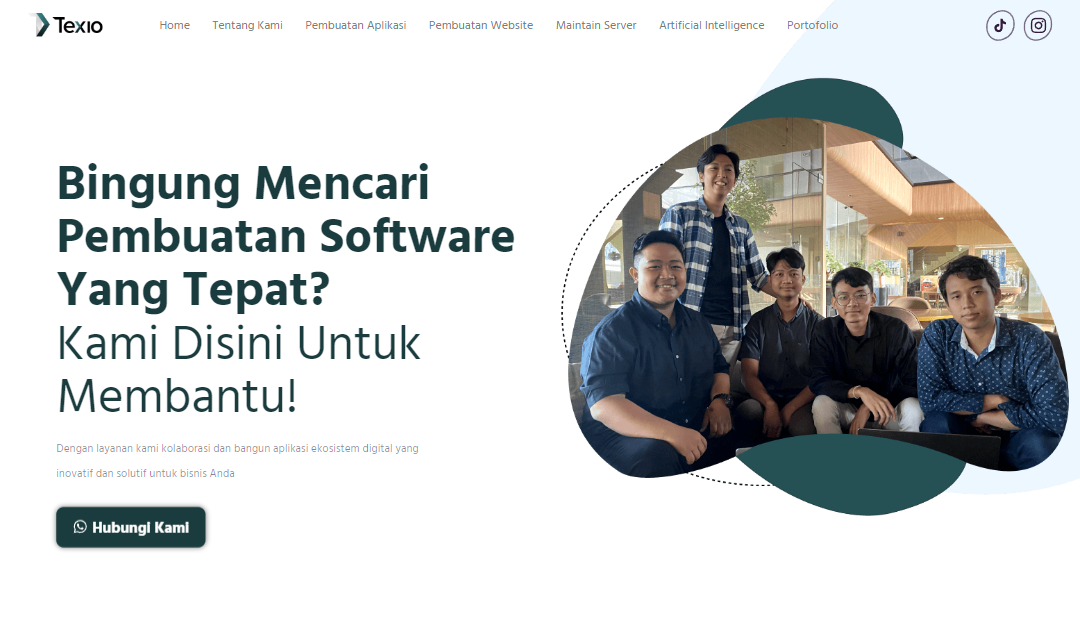 Texio
Home Tentang Kami Pembuatan Aplikasi Pembuatan Website Maintain Server Artificial Intelligence Portofolio
Bingung Mencari
Pembuatan Software
Yang Tepat?
Kami Disini Untuk
Membantu!
Dengan layanan kami kolaborasi dan bangun aplikasi ekosistem digital yang
inovatif dan solutif untuk bisnis Anda
Hubungi Kami